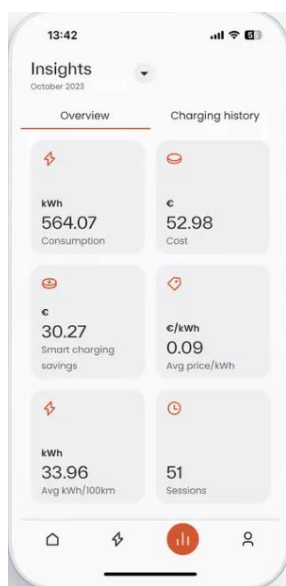 13:42
Insights
October 2023
Overview
Charging history
kWh
564.07
Consumption
€
52.98
Cost
€
30.27
Smart charging
savings
€/kWh
0.09
Avg price/kWh
kWh
33.96
Avg kWh/100km
51
Sessions